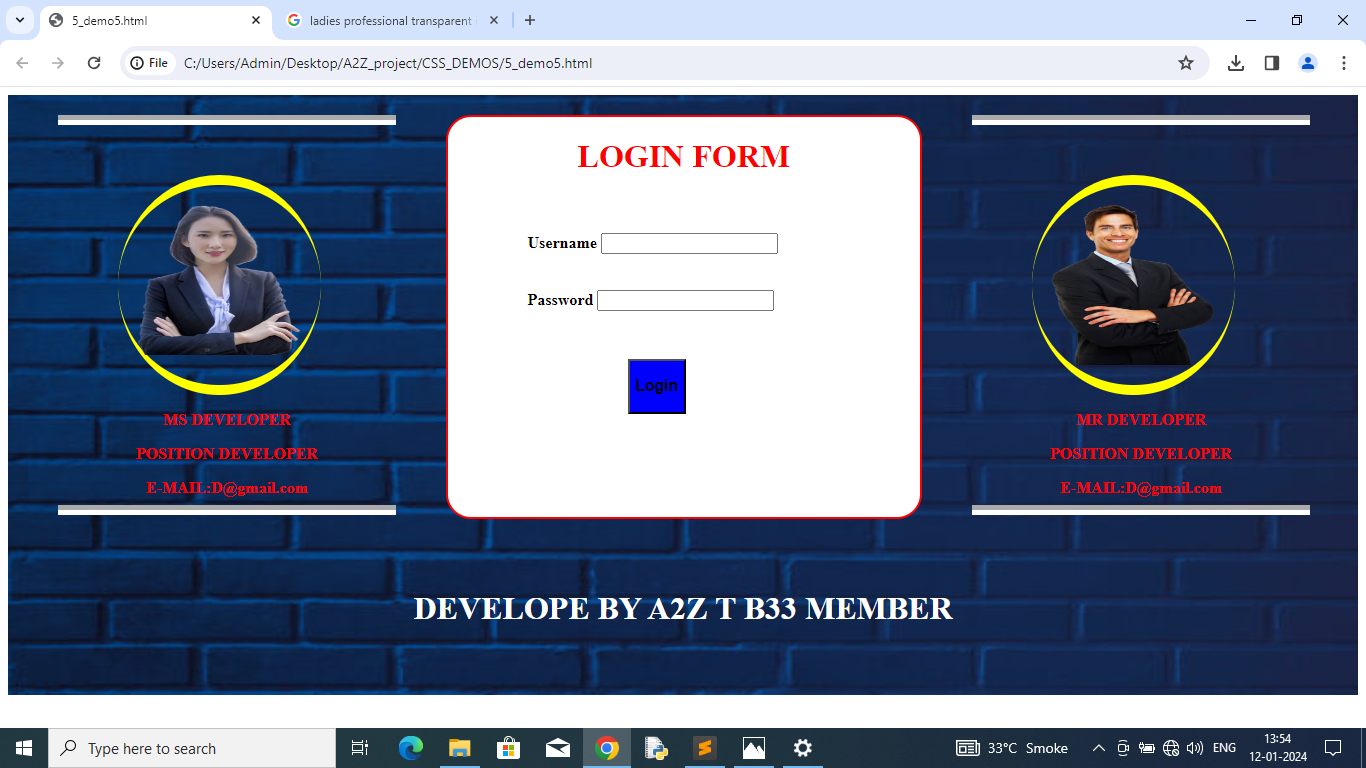 5_demo5.html
ladies professional transparent
File
C:/Users/Admin/Desktop/A2Z_project/CSS_DEMOS/5_demo5.html
LOGIN FORM
Username
Password
Login
MS DEVELOPER
POSITION DEVELOPER
E-MAIL:D@gmail.com
MR DEVELOPER
POSITION DEVELOPER
E-MAIL:D@gmail.com
DEVELOPE BY A2Z T B33 MEMBER
Type here to search
33°C Smoke
ENG
13:54
12-01-2024